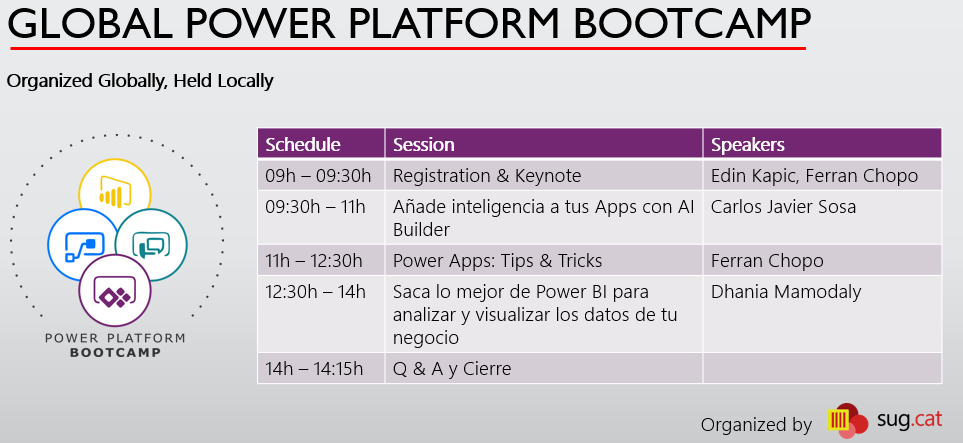 GLOBAL POWER PLATFORM BOOTCAMP
Organized Globally, Held Locally
POWER PLATFORM
BOOTCAMP
Schedule Session Speakers
09h – 09:30h Registration & Keynote Edin Kapic, Ferran Chopo
09:30h – 11h Añade inteligencia a tus Apps con AI Carlos Javier Sosa
Builder
11h – 12:30h Power Apps: Tips & Tricks Ferran Chopo
12:30h – 14h Saca lo mejor de Power BI para Dhania Mamodaly
analizar y visualizar los datos de tu
negocio
14h – 14:15h Q & A y Cierre
Organized by sug.cat